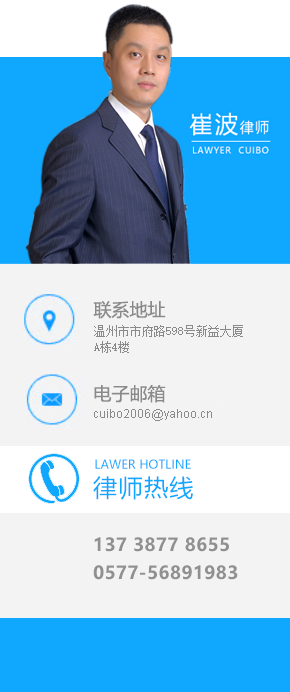 崔波律师
LAWYER CUIBO
联系地址
温州市市府路598号新益大厦
A栋4楼
电子邮箱
cuibo2006@yahoo.cn
LAWER HOTLINE
律师热线
137 3877 8655
0577-56891983